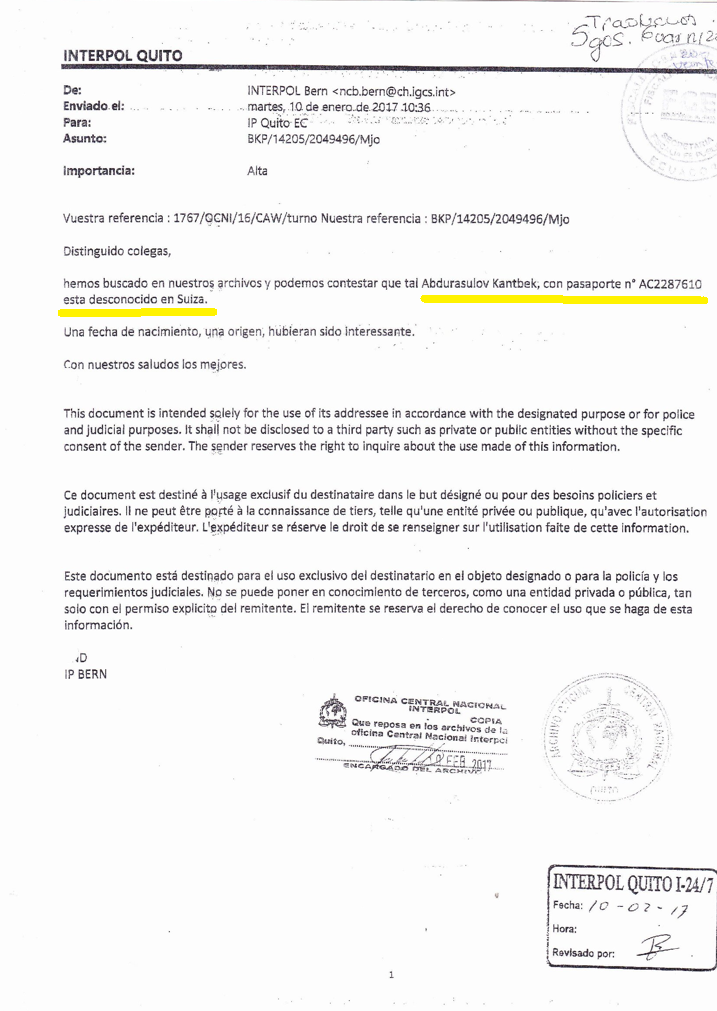 Sgos.
INTERPOL QUITO
De: INTERPOL Bern <ncb.bern@ch.igcs.int>
Enviado el: martes, 10 de enero de 2017 10:36
Para: IP Quito EC
Asunto: BKP/14205/2049496/Mjo
Importancia: Alta
Vuestra referencia : 1767/OCNI/16/CAW/turno Nuestra referencia : BKP/14205/2049496/Mjo
Distinguido colegas,
hemos buscado en nuestros archivos y podemos contestar que tal Abdurasulov Kantbek, con pasaporte n° AC2287610
esta desconocido en Suiza.
Una fecha de nacimiento, una origen, hubieran sido interessante.
Con nuestros saludos los mejores.
This document is intended solely for the use of its addressee in accordance with the designated purpose or for police
and judicial purposes. It shall not be disclosed to a third party such as private or public entities without the specific
consent of the sender. The sender reserves the right to inquire about the use made of this information.
Ce document est destiné à l'usage exclusif du destinataire dans le but désigné ou pour des besoins policiers et
judiciaires. Il ne peut être porté à la connaissance de tiers, telle qu'une entité privée ou publique, qu'avec l'autorisation
expresse de l'expéditeur. L'expéditeur se réserve le droit de se renseigner sur l'utilisation faite de cette information.
Este documento está destinado para el uso exclusivo del destinatario en el objeto designado o para la policía y los
requerimientos judiciales. No se puede poner en conocimiento de terceros, como una entidad privada o pública, tan
solo con el permiso explicito del remitente. El remitente se reserva el derecho de conocer el uso que se haga de esta
información.
IP BERN
OFICINA CENTRAL NACIONAL
INTERPOL
COPIA
Que reposa en los archivos de la
oficina Central Nacional Interpol
Quito,
FEB 2017
ENCARGADO DEL ARCHIVO
ARCHIVO OFICINA CENTRAL NACIONAL
QUITO
INTERPOL QUITO I-24/7
Fecha: 10-02-17
Hora:
Revisado por:
1